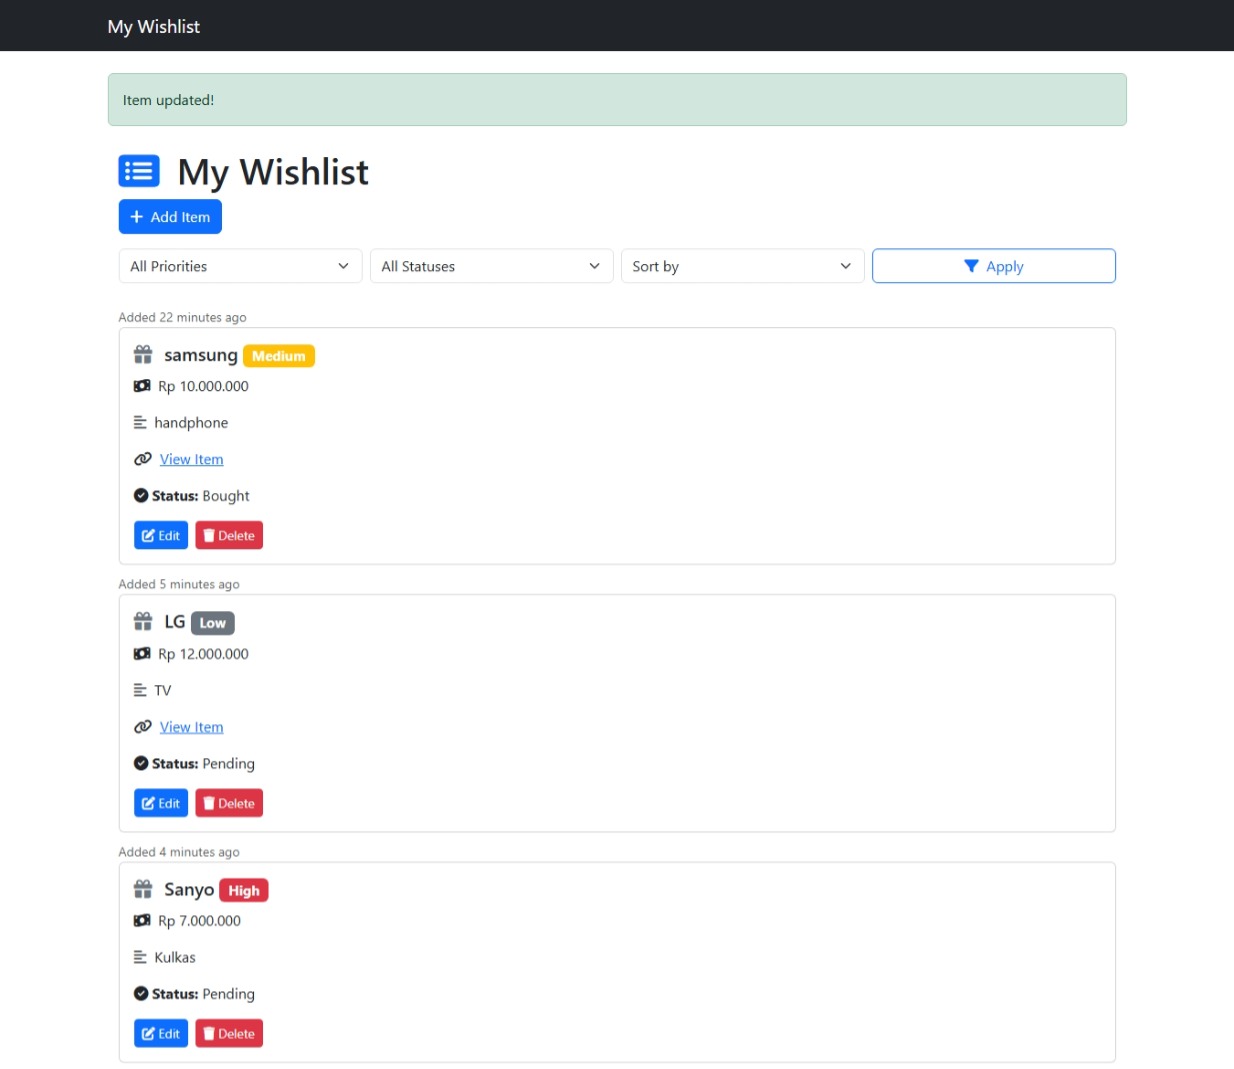 My Wishlist
Item updated!
My Wishlist
Add Item
All Priorities All Statuses Sort by Apply
Added 22 minutes ago
samsung Medium
Rp 10.000.000
handphone
View Item
Status: Bought
Edit Delete
Added 5 minutes ago
LG Low
Rp 12.000.000
TV
View Item
Status: Pending
Edit Delete
Added 4 minutes ago
Sanyo High
Rp 7.000.000
Kulkas
Status: Pending
Edit Delete